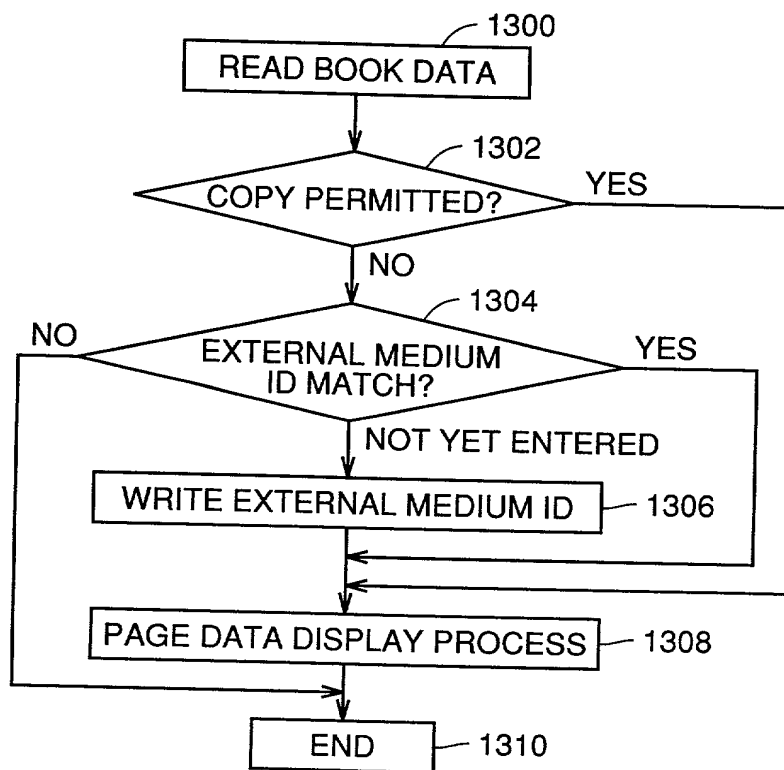 1300
READ BOOK DATA
1302
COPY PERMITTED?
YES
NO
1304
NO
EXTERNAL MEDIUM
ID MATCH?
YES
NOT YET ENTERED
WRITE EXTERNAL MEDIUM ID
1306
PAGE DATA DISPLAY PROCESS
1308
END
1310